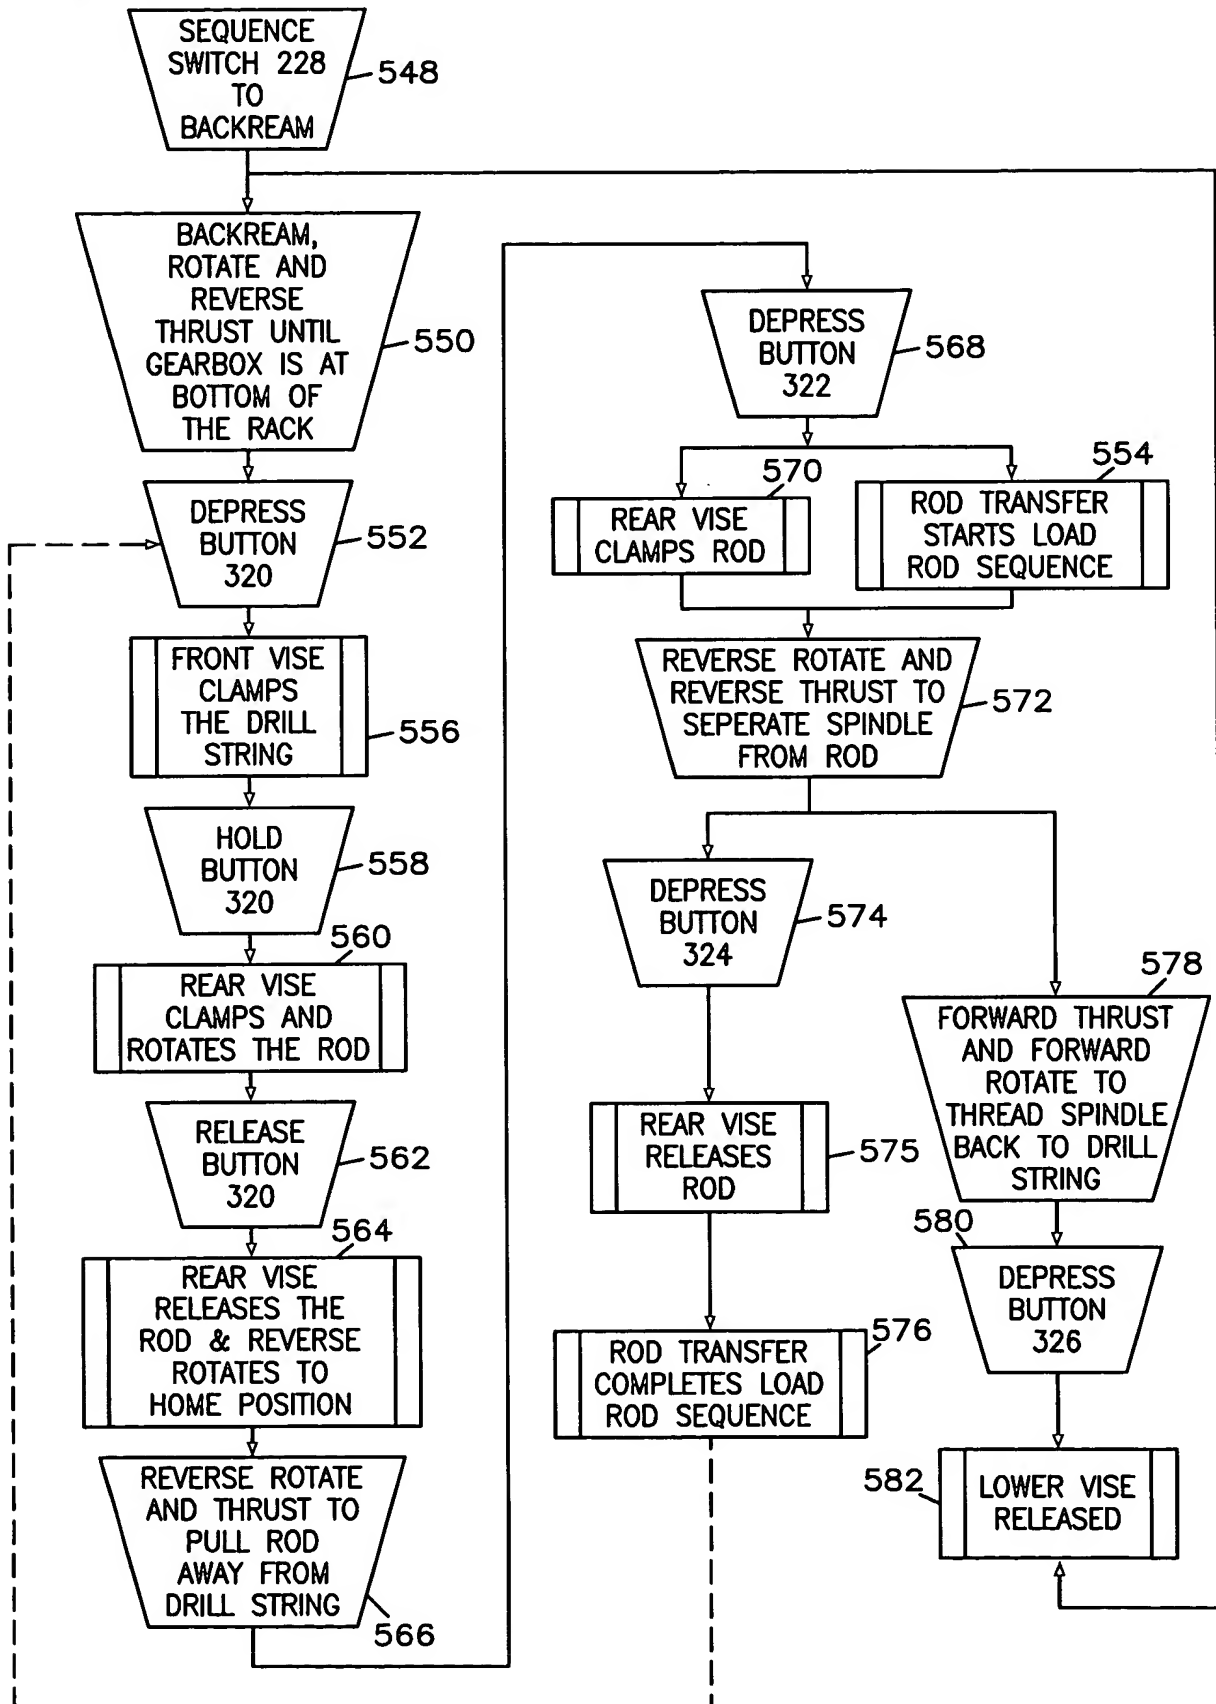 SEQUENCE
SWITCH 228
TO
BACKREAM
548
BACKREAM,
ROTATE AND
REVERSE
THRUST UNTIL
GEARBOX IS AT
BOTTOM OF
THE RACK
550
DEPRESS
BUTTON
320
552
FRONT VISE
CLAMPS
THE DRILL
STRING
556
HOLD
BUTTON
320
558
560
REAR VISE
CLAMPS AND
ROTATES THE ROD
RELEASE
BUTTON
320
562
564
REAR VISE
RELEASES THE
ROD & REVERSE
ROTATES TO
HOME POSITION
REVERSE ROTATE
AND THRUST TO
PULL ROD
AWAY FROM
DRILL STRING
566
DEPRESS
BUTTON
322
568
570
REAR VISE
CLAMPS ROD
554
ROD TRANSFER
STARTS LOAD
ROD SEQUENCE
REVERSE ROTATE AND
REVERSE THRUST TO
SEPERATE SPINDLE
FROM ROD
572
DEPRESS
BUTTON
324
574
REAR VISE
RELEASES
ROD
575
576
ROD TRANSFER
COMPLETES LOAD
ROD SEQUENCE
578
FORWARD THRUST
AND FORWARD
ROTATE TO
THREAD SPINDLE
BACK TO DRILL
STRING
580
DEPRESS
BUTTON
326
582
LOWER VISE
RELEASED